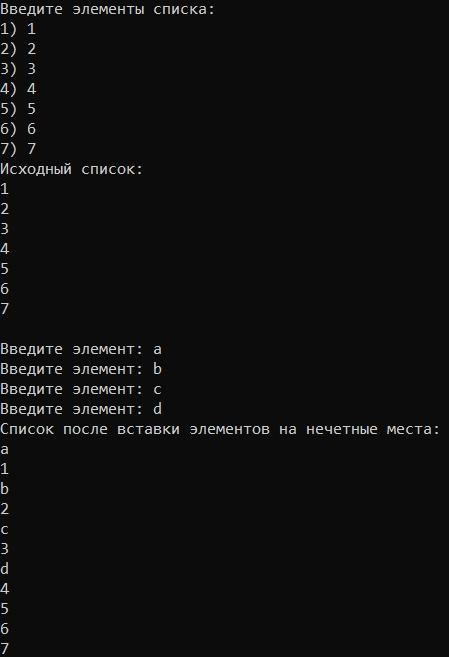 Введите элементы списка:
1) 1
2) 2
3) 3
4) 4
5) 5
6) 6
7) 7
Исходный список:
1
2
3
4
5
6
7
Введите элемент: a
Введите элемент: b
Введите элемент: c
Введите элемент: d
Список после вставки элементов на нечетные места:
a
1
b
2
c
3
d
4
5
6
7